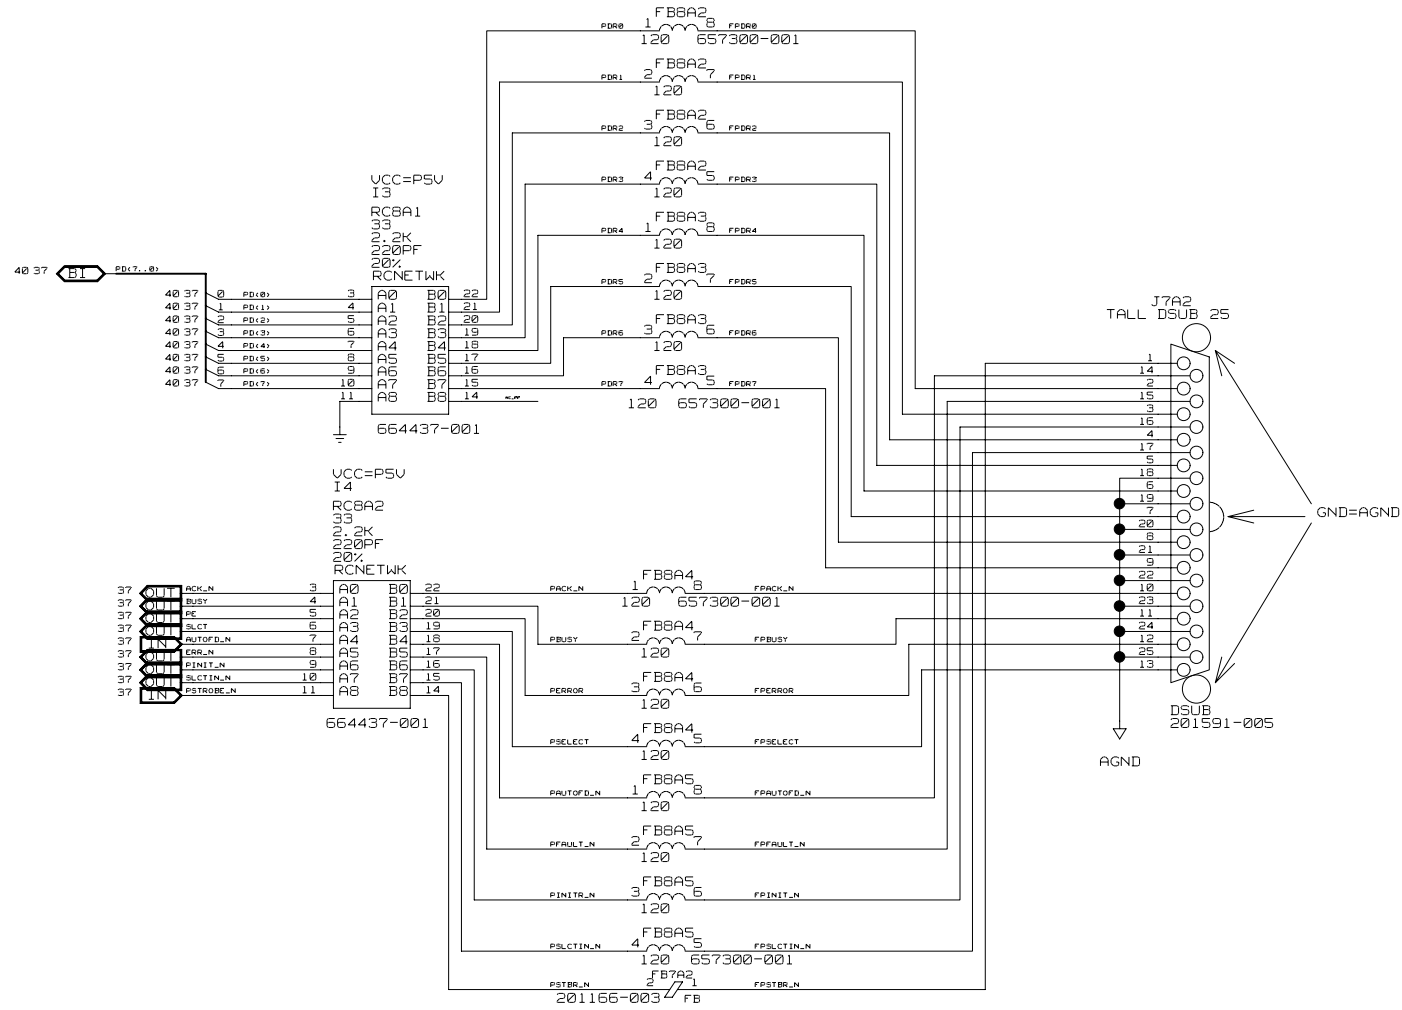 FB8A2
PDR0 1 8 FPDR0
120 657300-001
FB8A2
PDR1 2 7 FPDR1
120
FB8A2
PDR2 3 6 FPDR2
120
FB8A2
PDR3 4 5 FPDR3
120
FB8A3
PDR4 1 8 FPDR4
120
FB8A3
PDR5 2 7 FPDR5
120
FB8A3
PDR6 3 6 FPDR6
120
FB8A3
PDR7 4 5 FPDR7
120 657300-001
VCC=P5V
I3
RC8A1
33
2.2K
220PF
20%
RCNETWK
40 37 BI PD(7..0)
40 37 0 PD(0) 3 A0 B0 22
40 37 1 PD(1) 4 A1 B1 21
40 37 2 PD(2) 5 A2 B2 20
40 37 3 PD(3) 6 A3 B3 19
40 37 4 PD(4) 7 A4 B4 18
40 37 5 PD(5) 8 A5 B5 17
40 37 6 PD(6) 9 A6 B6 16
40 37 7 PD(7) 10 A7 B7 15
11 A8 B8 14
664437-001
VCC=P5V
I4
RC8A2
33
2.2K
220PF
20%
RCNETWK
37 OUT ACK_N 3 A0 B0 22
37 OUT BUSY 4 A1 B1 21
37 OUT PE 5 A2 B2 20
37 OUT SLCT 6 A3 B3 19
37 IN AUTOFD_N 7 A4 B4 18
37 OUT ERR_N 8 A5 B5 17
37 OUT PINIT_N 9 A6 B6 16
37 OUT SLCTIN_N 10 A7 B7 15
37 IN PSTROBE_N 11 A8 B8 14
664437-001
FB8A4
PACK_N 1 8 FPACK_N
120 657300-001
FB8A4
PBUSY 2 7 FPBUSY
120
FB8A4
PERROR 3 6 FPERROR
120
FB8A4
PSELECT 4 5 FPSELECT
120
FB8A5
PAUTOFD_N 1 8 FPAUTOFD_N
120
FB8A5
PFAULT_N 2 7 FPFAULT_N
120
FB8A5
PINITR_N 3 6 FPINIT_N
120
FB8A5
PSLCTIN_N 4 5 FPSLCTIN_N
120 657300-001
FB7A2
PSTBR_N 2 1 FPSTBR_N
201166-003 FB
J7A2
TALL DSUB 25
1
14
2
15
3
16
4
17
5
18
6
19
7
20
8
21
9
22
10
23
11
24
12
25
13
GND=AGND
DSUB
201591-005
AGND